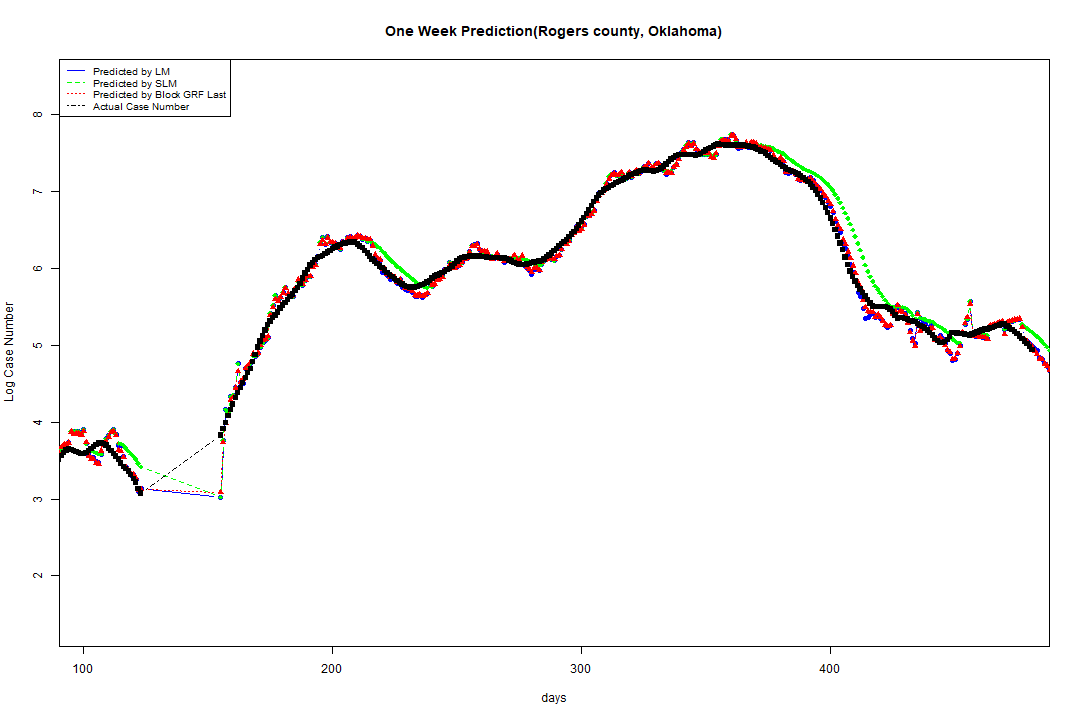 One Week Prediction(Rogers county, Oklahoma)
Predicted by LM
Predicted by SLM
Predicted by Block GRF Last
Actual Case Number
8
7
6
5
4
3
2
Log Case Number
100 200 300 400
days